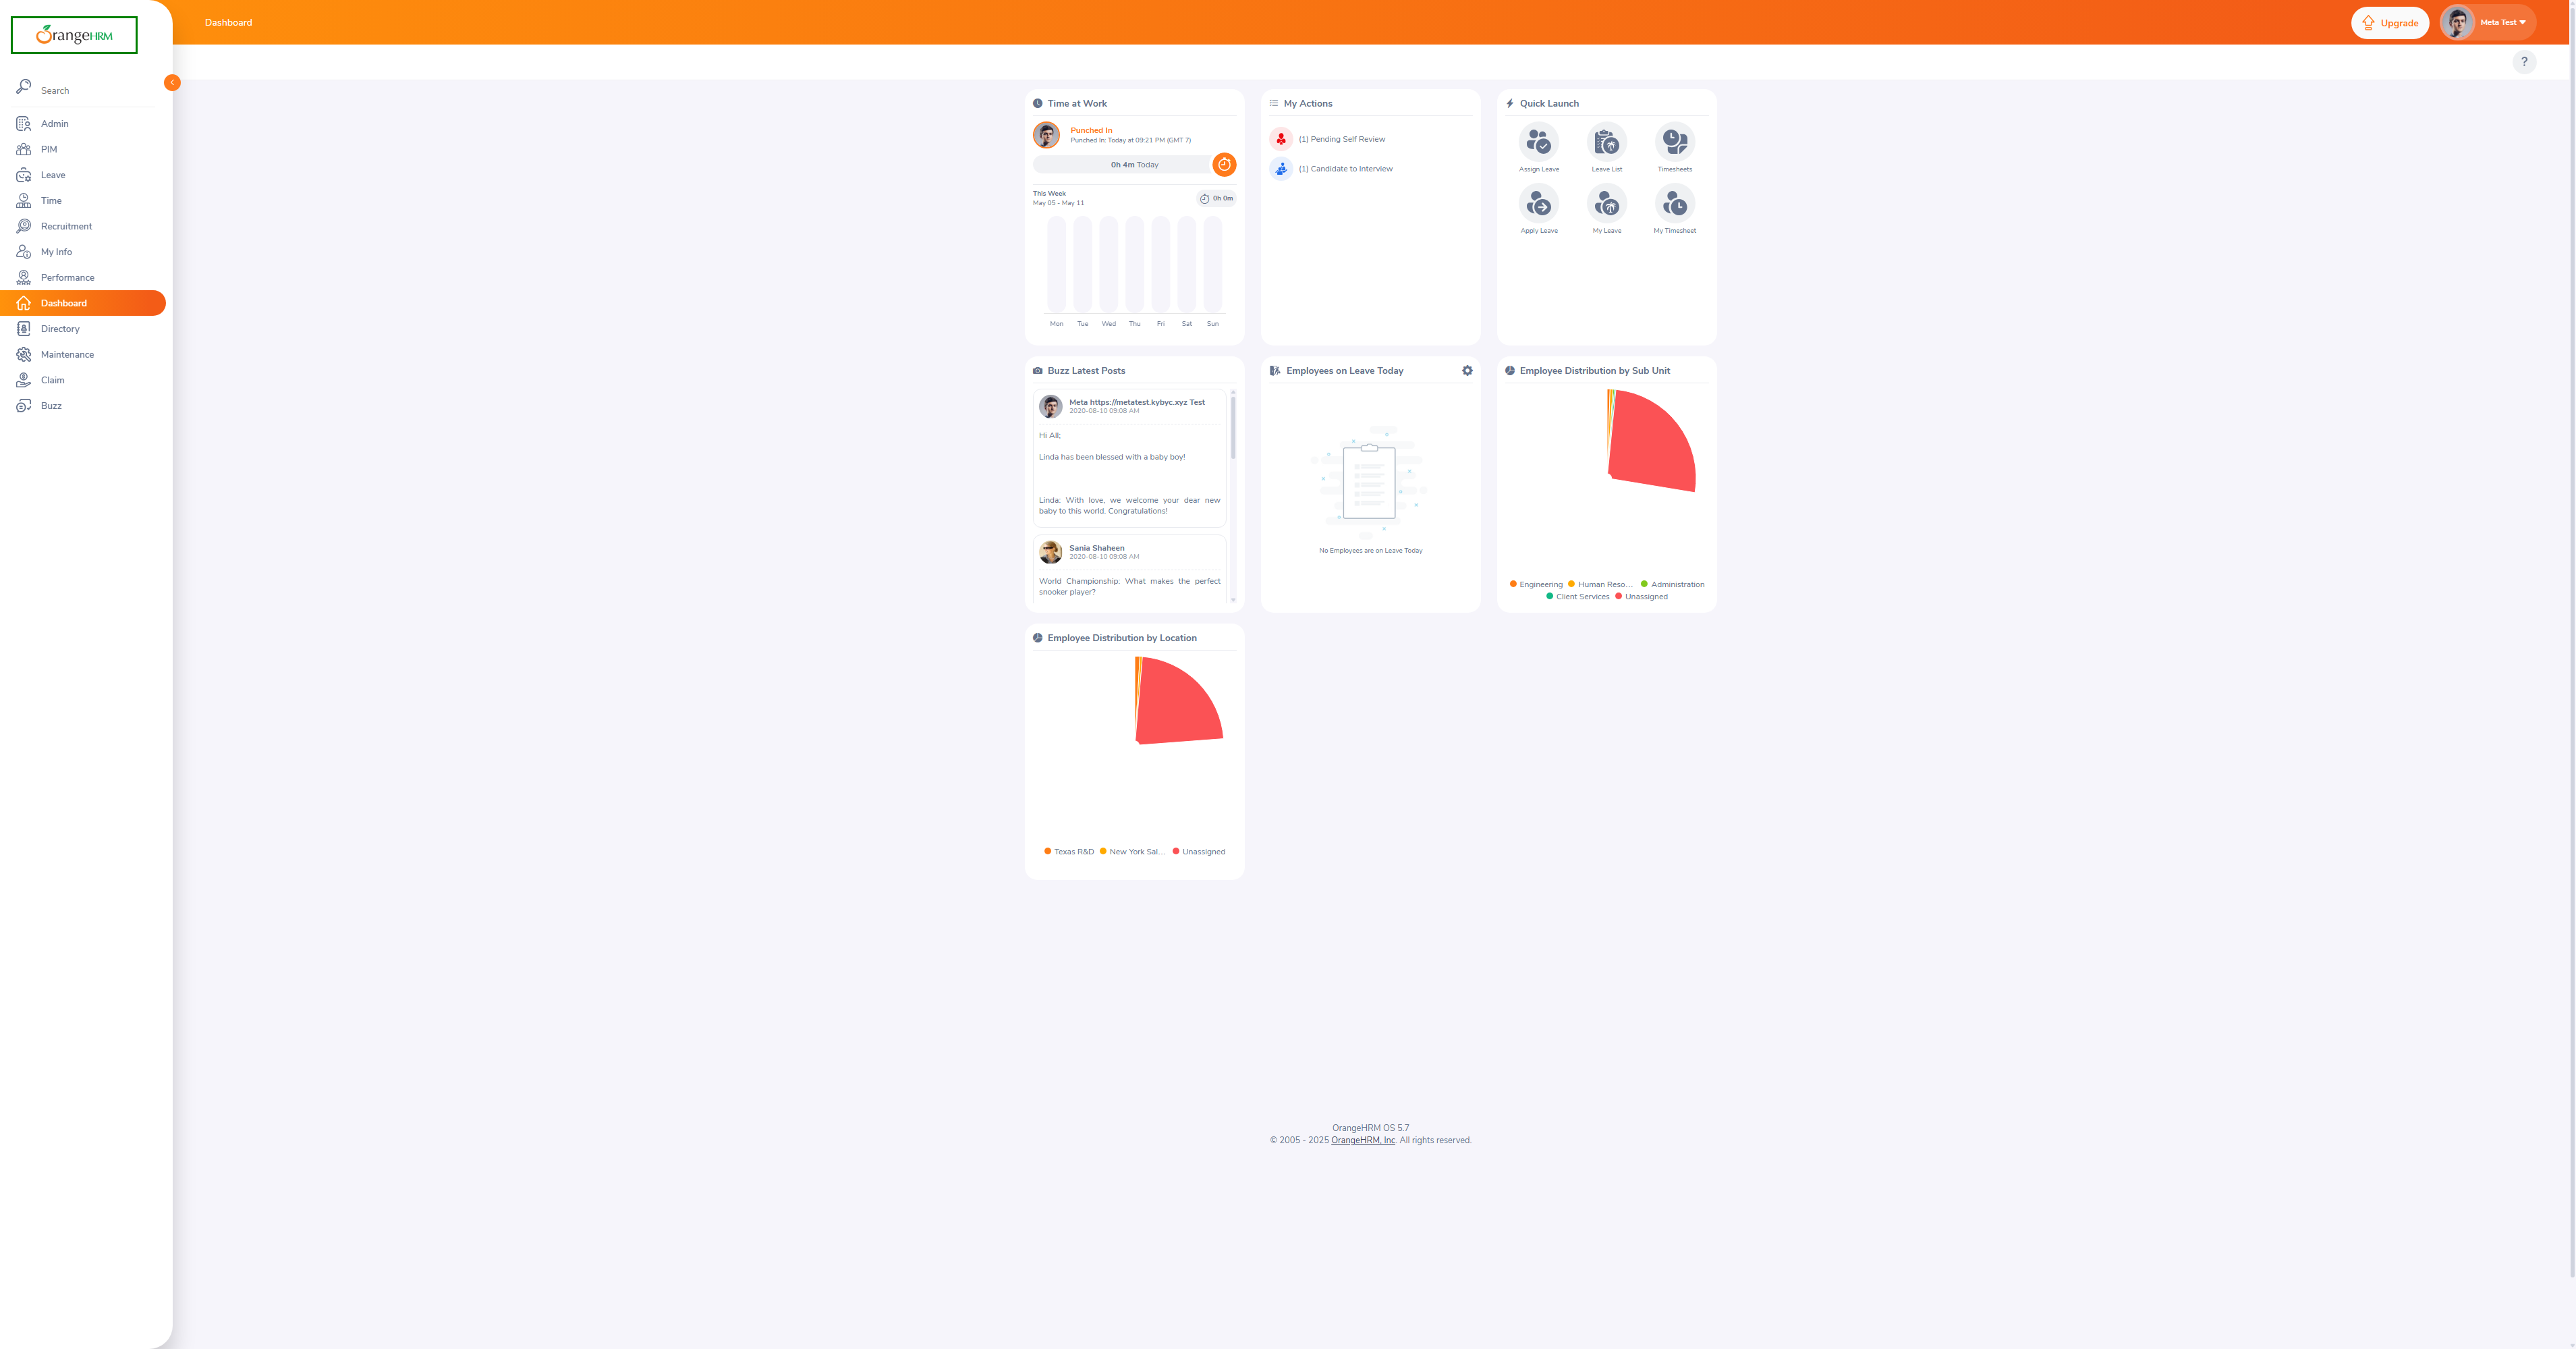 OrangeHRM
Dashboard
Upgrade
Meta Test
?
Search
Admin
PIM
Leave
Time
Recruitment
My Info
Performance
Dashboard
Directory
Maintenance
Claim
Buzz
Time at Work
Punched In
Punched In: Today at 09:21 PM (GMT 7)
0h 4m Today
This Week
May 05 - May 11
0h 0m
Mon Tue Wed Thu Fri Sat Sun
My Actions
(1) Pending Self Review
(1) Candidate to Interview
Quick Launch
Assign Leave Leave List Timesheets
Apply Leave My Leave My Timesheet
Buzz Latest Posts
Meta https://metatest.kybyc.xyz Test
2020-08-10 09:08 AM
Hi All;
Linda has been blessed with a baby boy!
Linda: With love, we welcome your dear new
baby to this world. Congratulations!
Sania Shaheen
2020-08-10 09:08 AM
World Championship: What makes the perfect
snooker player?
Employees on Leave Today
No Employees are on Leave Today
Employee Distribution by Sub Unit
Engineering Human Reso... Administration
Client Services Unassigned
Employee Distribution by Location
Texas R&D New York Sal... Unassigned
OrangeHRM OS 5.7
© 2005 - 2025 OrangeHRM, Inc. All rights reserved.